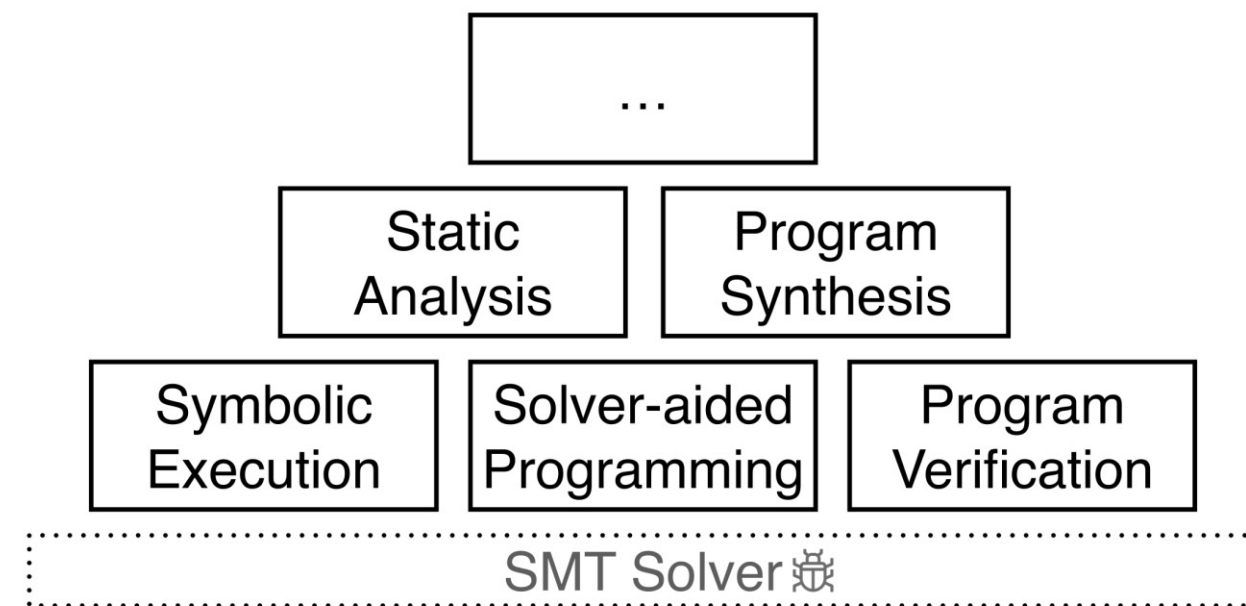 ...
Static
Analysis
Program
Synthesis
Symbolic
Execution
Solver-aided
Programming
Program
Verification
SMT Solver